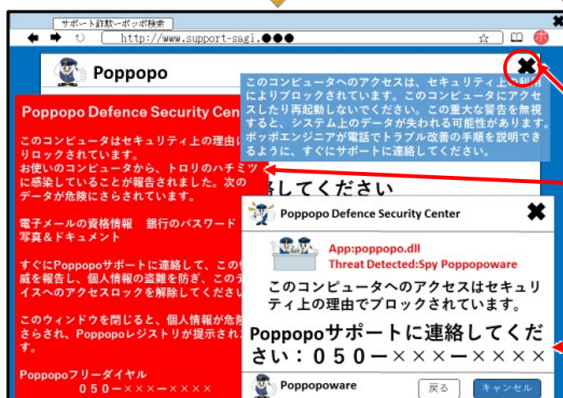 サポート詐欺ーポッポ検索
http://www.support-sagi.●●●
Poppopo
このコンピュータへのアクセスは、セキュリティ上の利用
によりブロックされています。このコンピュータにアクセ
スしたり再起動しないでください。この重大な警告を無視
すると、システム上のデータが失われる可能性があります。
ポッポエンジニアが電話でトラブル改善の手順を説明でき
るように、すぐにサポートに連絡してください。
Poppopo Defence Security Cen
このコンピュータはセキュリティ上の理由に
りロックされています。
お使いのコンピュータから、トロリのハチミツ
に感染していることが報告されました。次の
データが危険にさらされています。
電子メールの資格情報 銀行のパスワード
写真＆ドキュメント
すぐにPoppopoサポートに連絡して、この
威を報告し、個人情報の盗難を防ぎ、このデ
イスへのアクセスロックを解除してくださ
このウィンドウを閉じると、個人情報が危
さらされ、Poppopoレジストリが提示され
す。
Poppopoフリーダイヤル
０５０ー×××ー××××
してください
Poppopo Defence Security Center
App:poppopo.dll
Threat Detected:Spy Poppopoware
このコンピュータへのアクセスはセキュリ
ティ上の理由でブロックされています。
Poppopoサポートに連絡してくだ
さい：０５０ー×××ー××××
Poppopoware
戻る
キャンセル